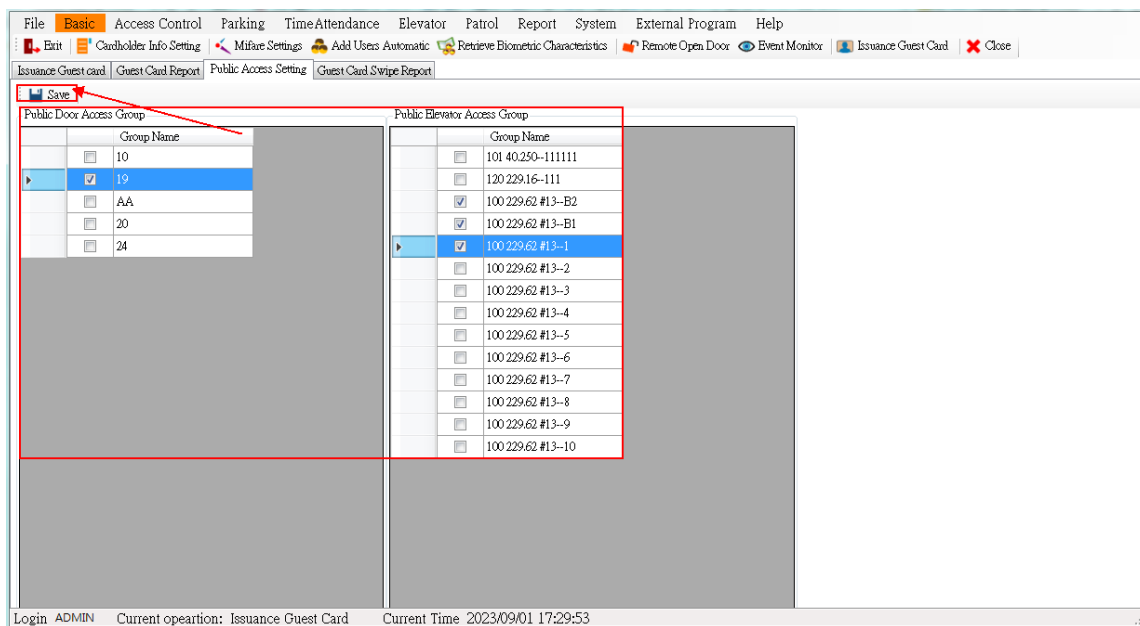 File Basic Access Control Parking TimeAttendance Elevator Patrol Report System External Program Help
Exit Cardholder Info Setting Mifare Settings Add Users Automatic Retrieve Biometric Characteristics Remote Open Door Event Monitor Issuance Guest Card Close
Issuance Guest card Guest Card Report Public Access Setting Guest Card Swipe Report
Save
Public Door Access Group Public Elevator Access Group
Group Name Group Name
10 101 40.250--111111
19 120 229.16--111
AA 100 229.62 #13--B2
20 100 229.62 #13--B1
24 100 229.62 #13--1
100 229.62 #13--2
100 229.62 #13--3
100 229.62 #13--4
100 229.62 #13--5
100 229.62 #13--6
100 229.62 #13--7
100 229.62 #13--8
100 229.62 #13--9
100 229.62 #13--10
Login ADMIN Current opeartion: Issuance Guest Card Current Time 2023/09/01 17:29:53